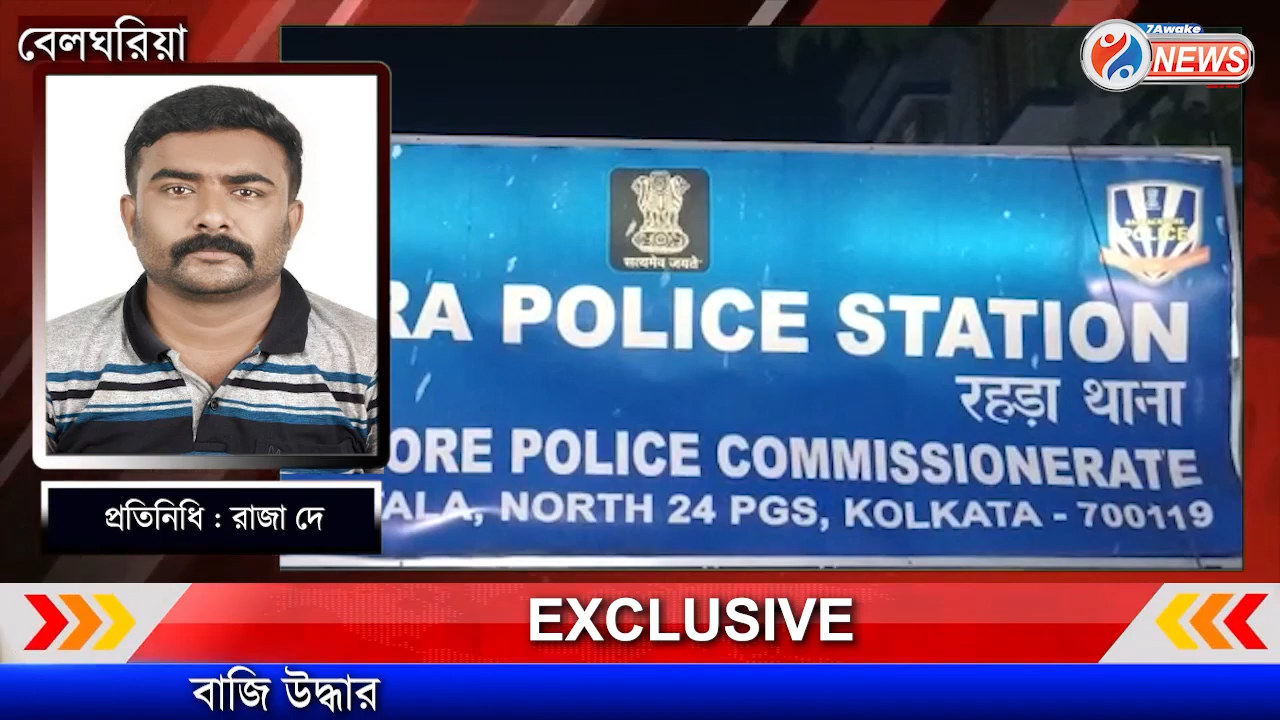 বেলঘরিয়া
7Awake
NEWS
सत्यमेव जयते
POLICE
RA POLICE STATION
रहड़ा थाना
ORE POLICE COMMISSIONERATE
TALA, NORTH 24 PGS, KOLKATA - 700119
প্রতিনিধি : রাজা দে
EXCLUSIVE
বাজি উদ্ধার